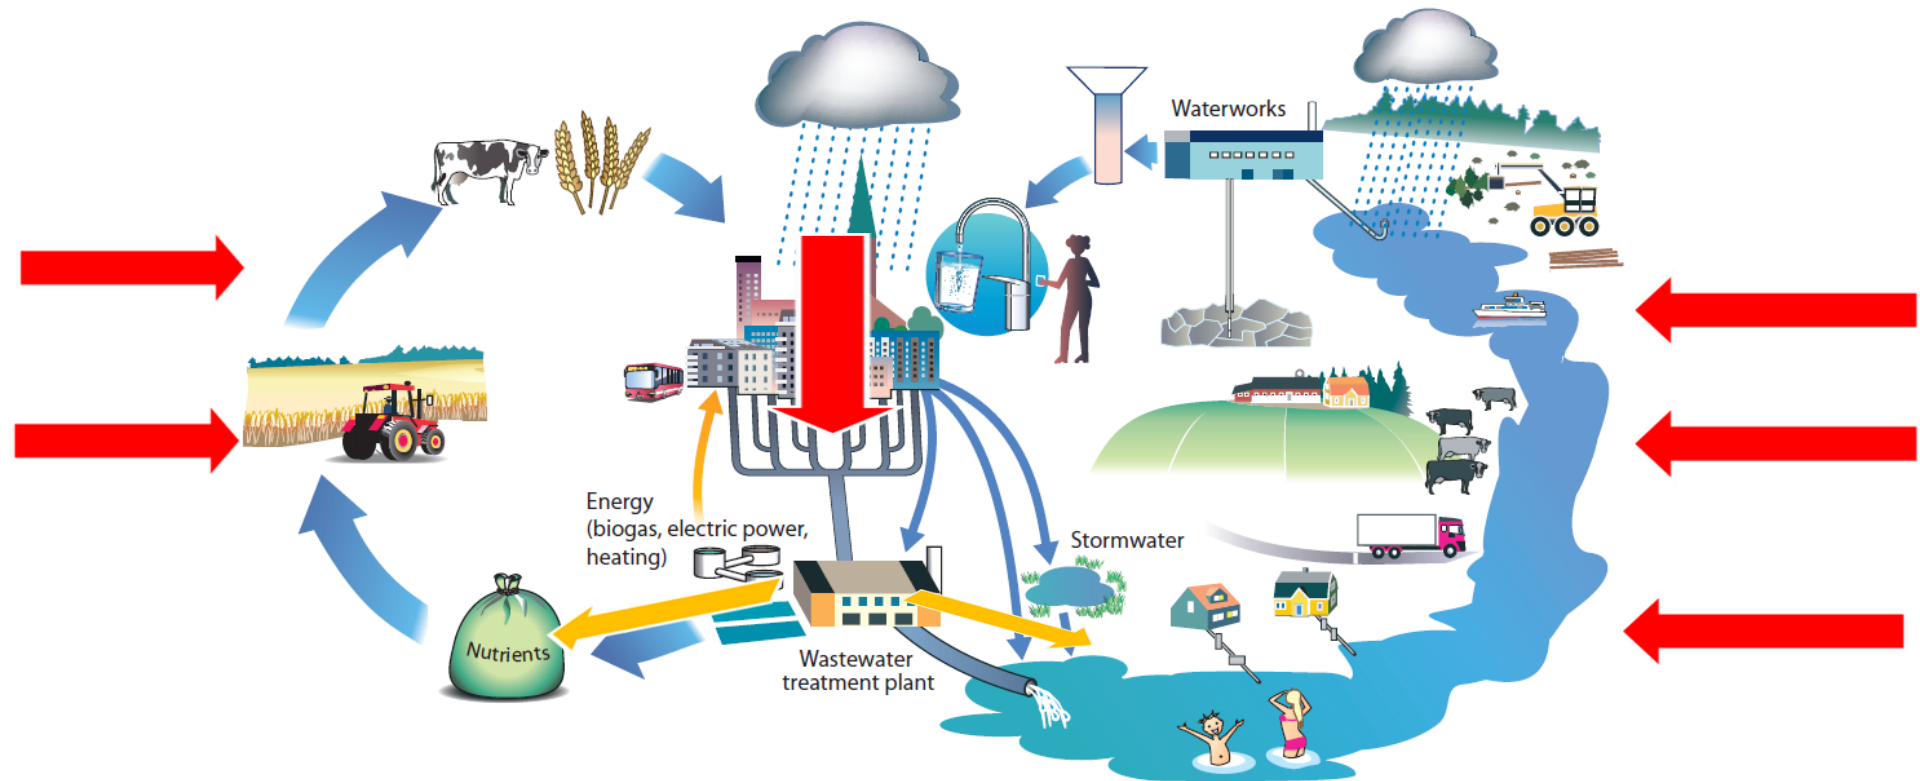 Waterworks
Energy
(biogas, electric power,
heating)
Stormwater
Nutrients
Wastewater
treatment plant